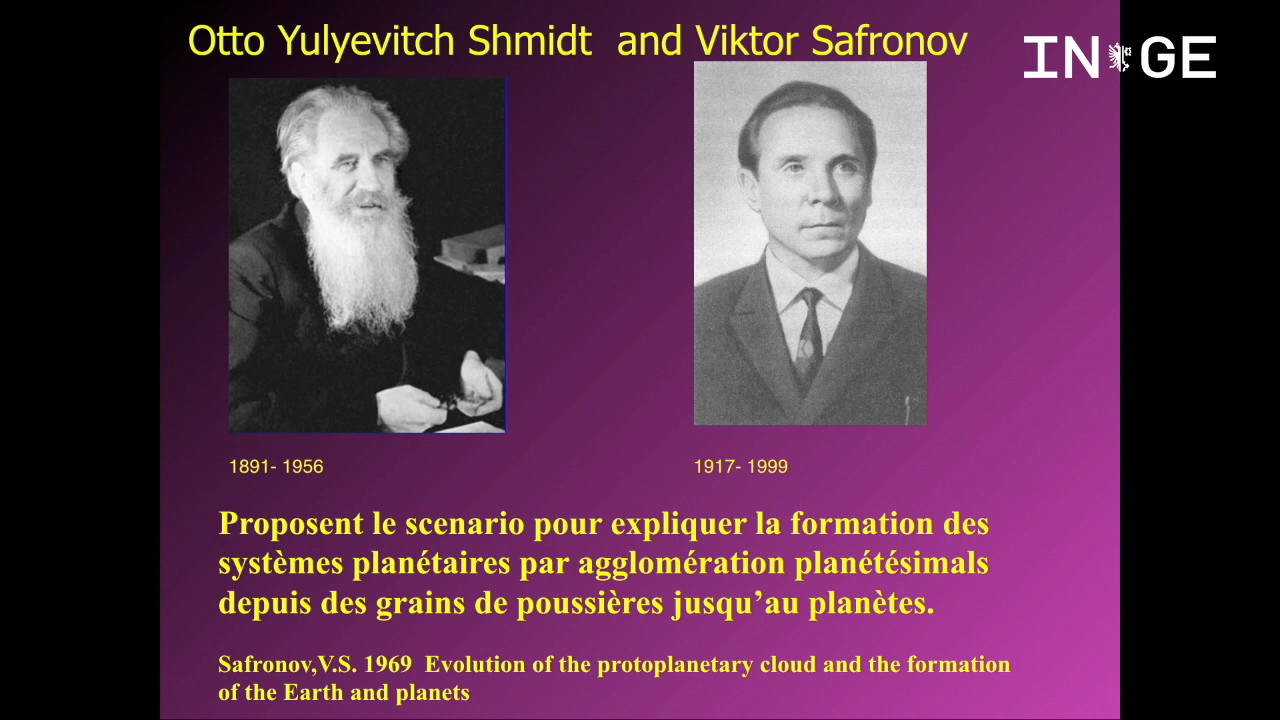 Otto Yulyevitch Shmidt and Viktor Safronov
IN GE
1891- 1956
1917- 1999
Proposent le scenario pour expliquer la formation des
systèmes planétaires par agglomération planétésimals
depuis des grains de poussières jusqu’au planètes.
Safronov,V.S. 1969 Evolution of the protoplanetary cloud and the formation
of the Earth and planets